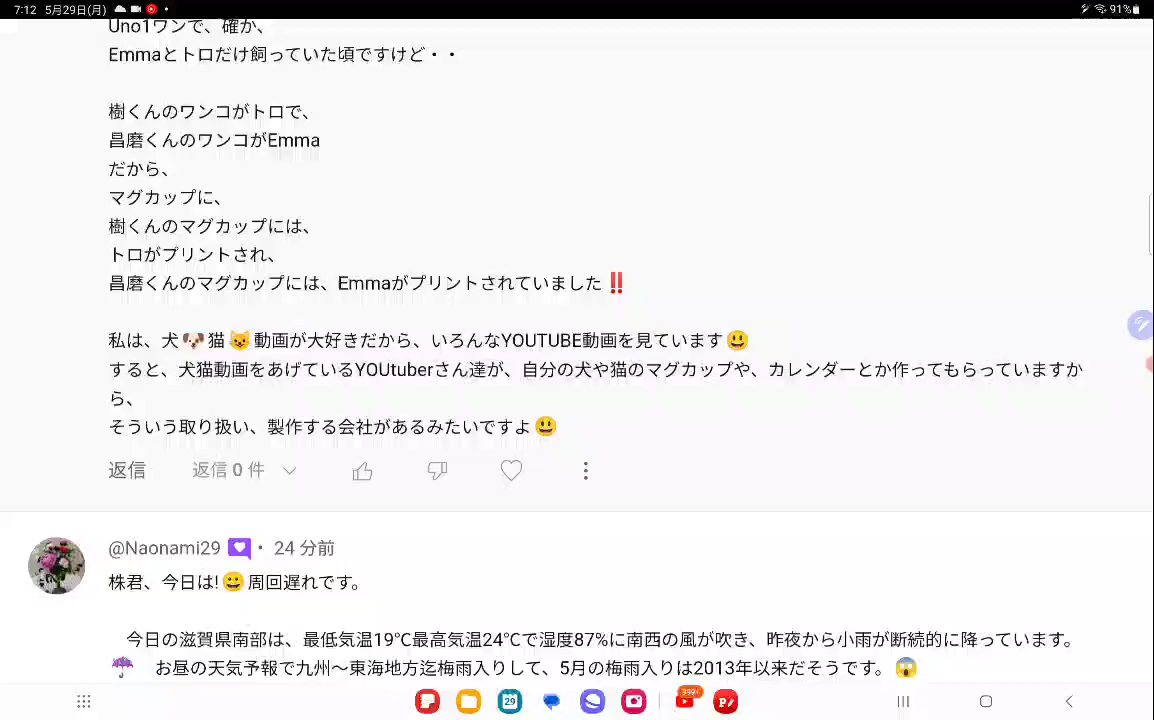 7:12 5月29日(月) 91%
Uno1ワンで、確か、
Emmaとトロだけ飼っていた頃ですけど・・
樹くんのワンコがトロで、
昌磨くんのワンコがEmma
だから、
マグカップに、
樹くんのマグカップには、
トロがプリントされ、
昌磨くんのマグカップには、Emmaがプリントされていました‼️
私は、犬🐶猫😺動画が大好きだから、いろんなYOUTUBE動画を見ています😃
すると、犬猫動画をあげているYOUtuberさん達が、自分の犬や猫のマグカップや、カレンダーとか作ってもらっていますか
ら、
そういう取り扱い、製作する会社があるみたいですよ😃
返信 返信 0 件
@Naonami29 ・ 24 分前
株君、今日は!😀周回遅れです。
今日の滋賀県南部は、最低気温19℃最高気温24℃で湿度87%に南西の風が吹き、昨夜から小雨が断続的に降っています。
☔ お昼の天気予報で九州〜東海地方迄梅雨入りして、5月の梅雨入りは2013年以来だそうです。😱
29 999+